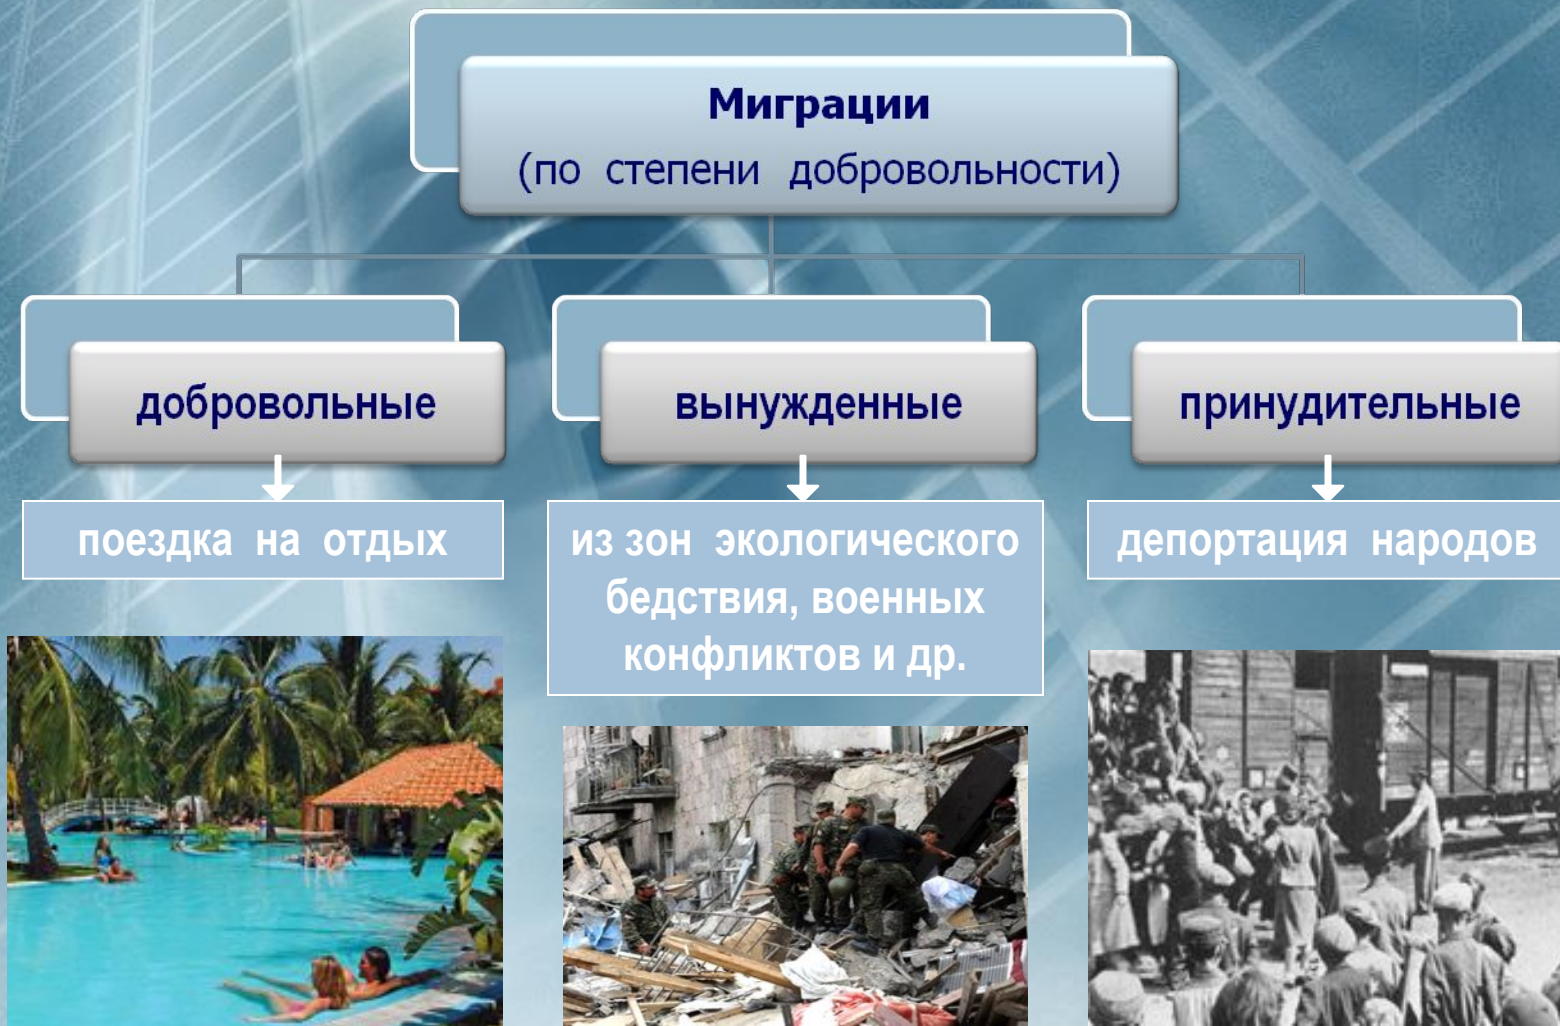 Миграции
(по степени добровольности)
добровольные
вынужденные
принудительные
поездка на отдых
из зон экологического
бедствия, военных
конфликтов и др.
депортация народов